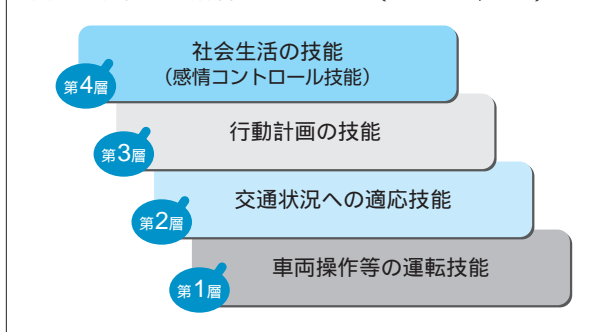 社会生活の技能
（感情コントロール技能）
第4層
行動計画の技能
第3層
交通状況への適応技能
第2層
車両操作等の運転技能
第1層